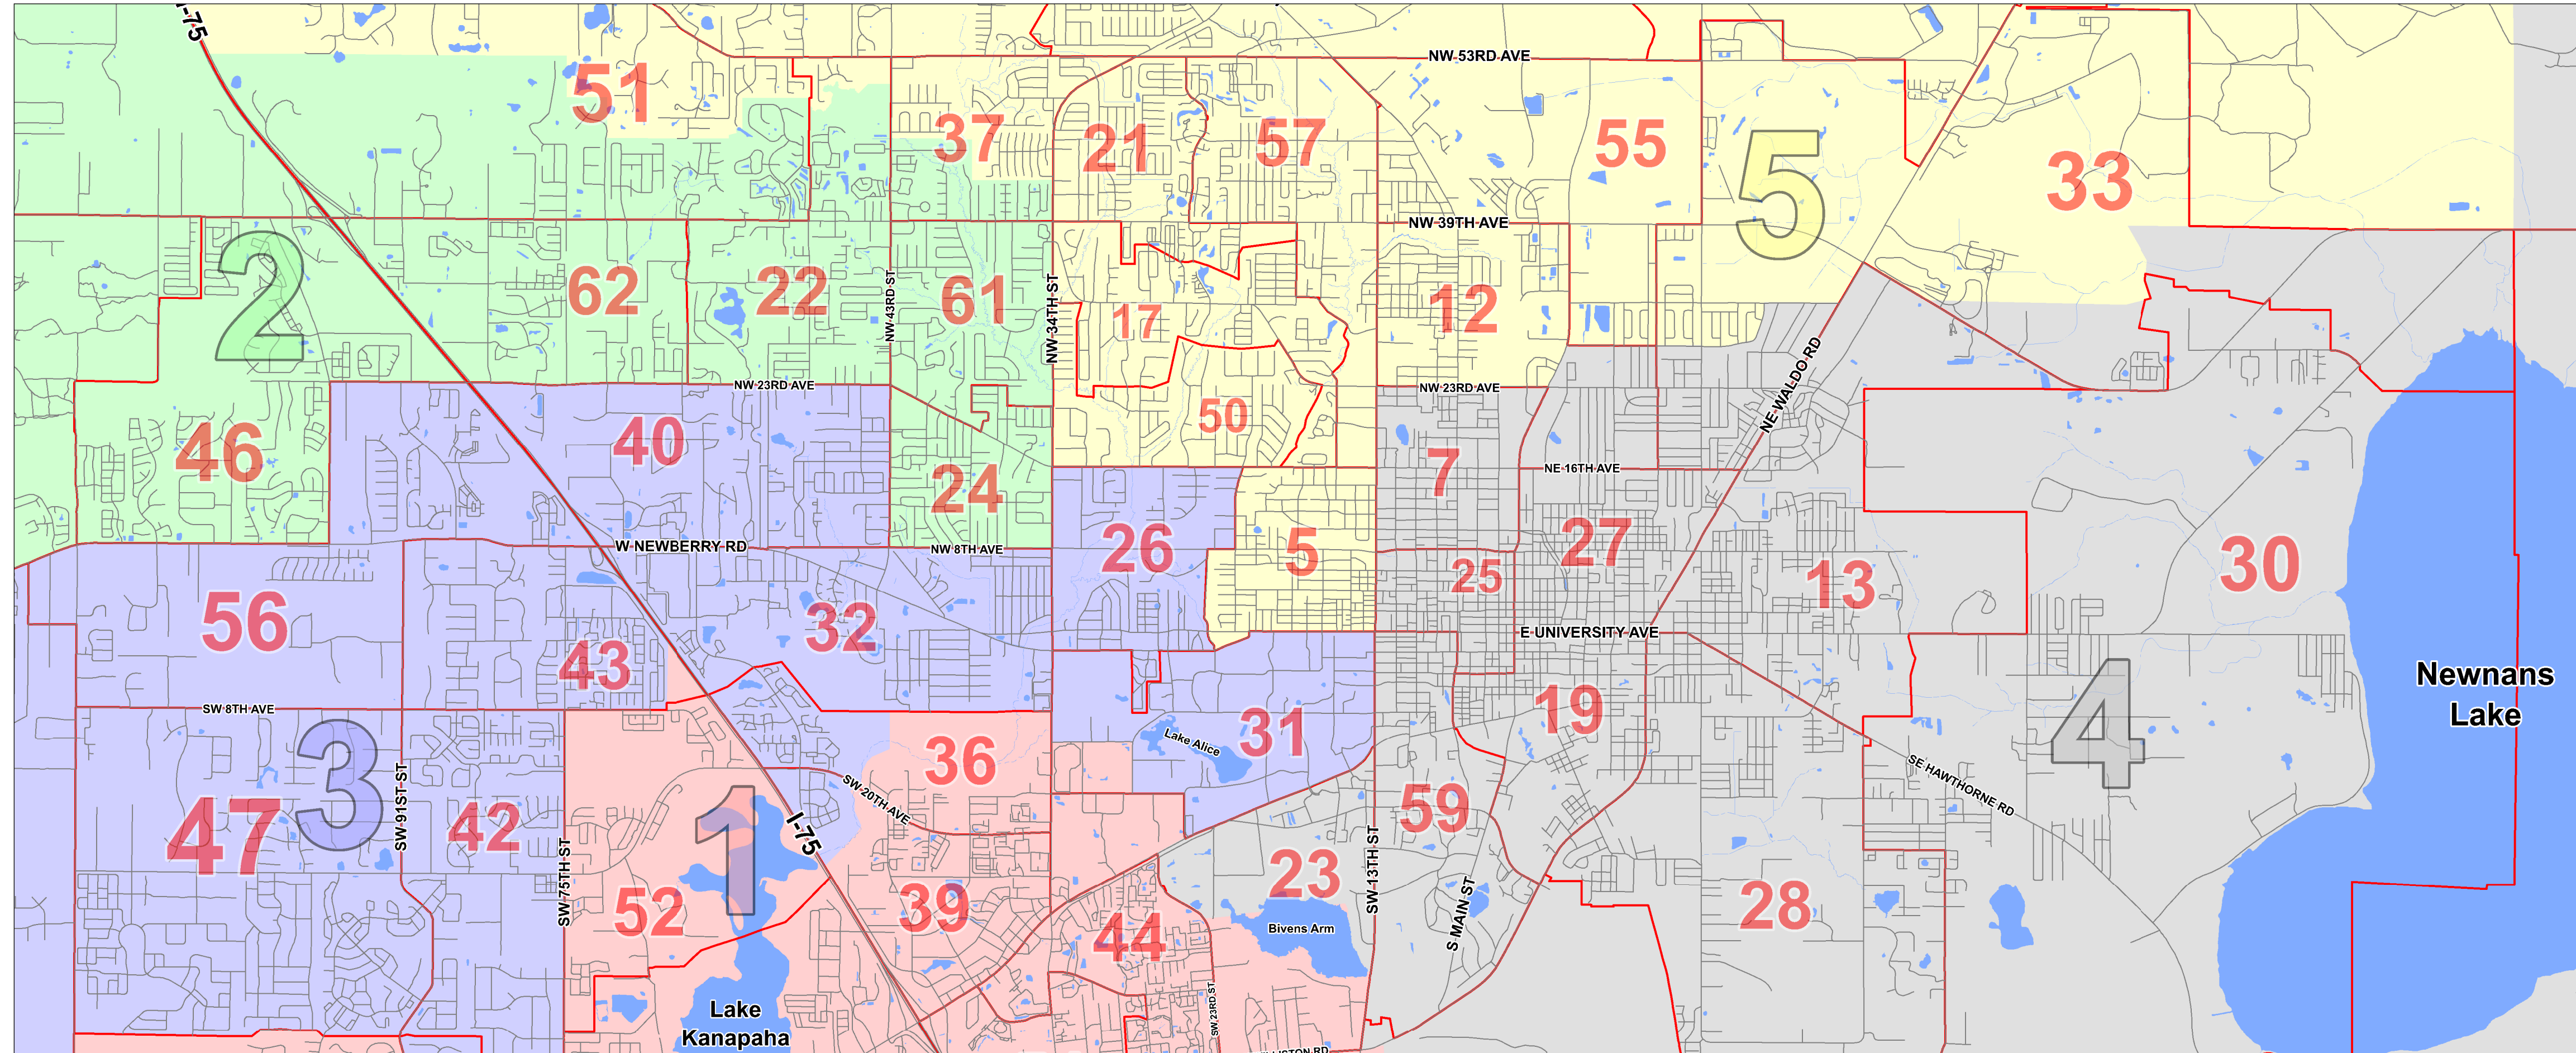 I-75
NW 53RD AVE
51
37
21
57
55
5
33
NW 39TH AVE
2
62
22
NW 43RD ST
61
NW 34TH ST
17
12
NE WALDO RD
NW 23RD AVE
NW 23RD AVE
46
40
50
24
7
NE 16TH AVE
26
5
27
25
13
30
W NEWBERRY RD
NW 8TH AVE
56
43
32
E UNIVERSITY AVE
4
Newnans
Lake
SW 8TH AVE
3
47
SW 91ST ST
42
SW 75TH ST
1
52
I-75
36
SW 20TH AVE
39
Lake Alice
31
19
59
SE HAWTHORNE RD
23
SW 13TH ST
S MAIN ST
28
44
Bivens Arm
SW 23RD ST
Lake
Kanapaha